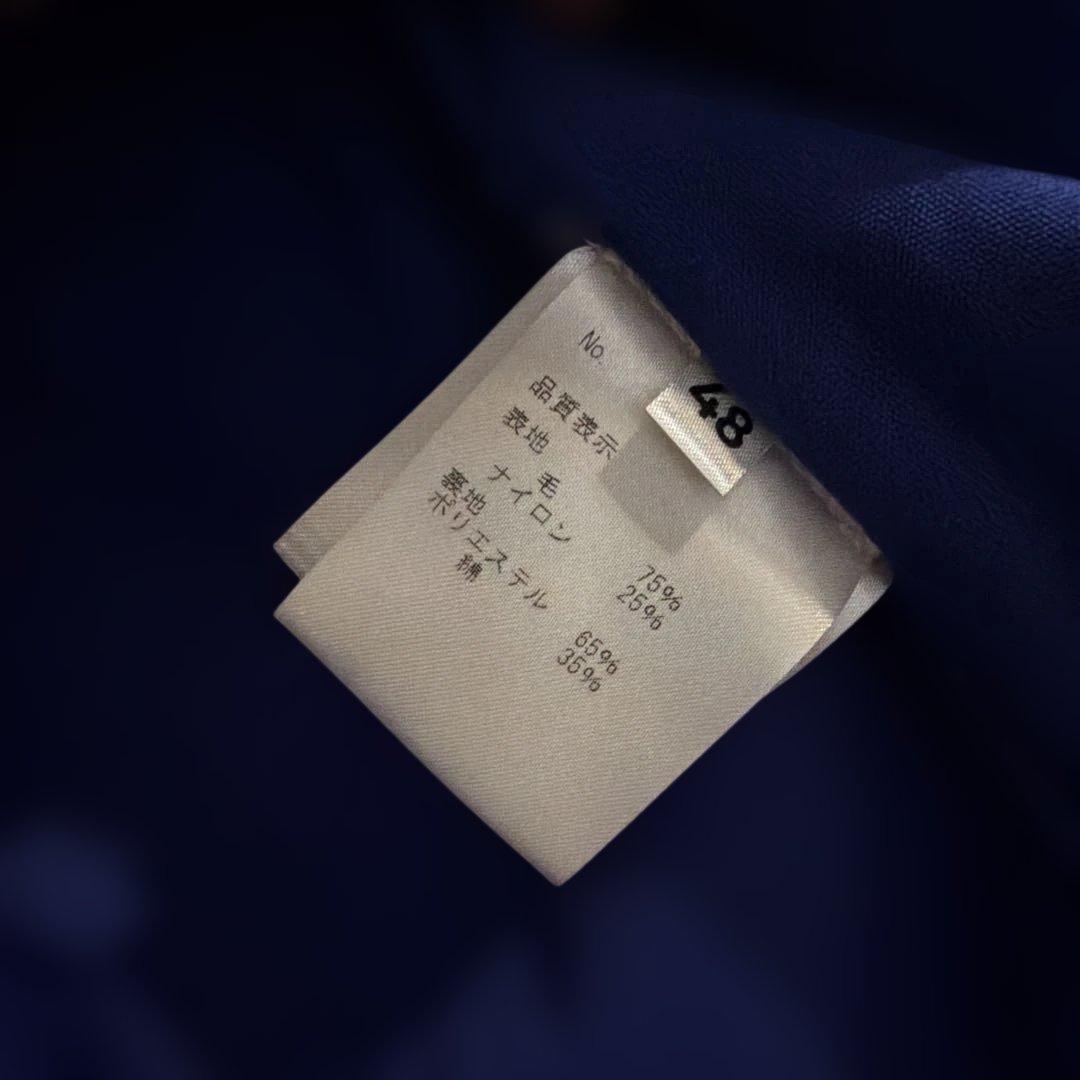 No.
48
品質表示
表地
毛 75%
ナイロン 25%
裏地
ポリエステル 65%
綿 35%